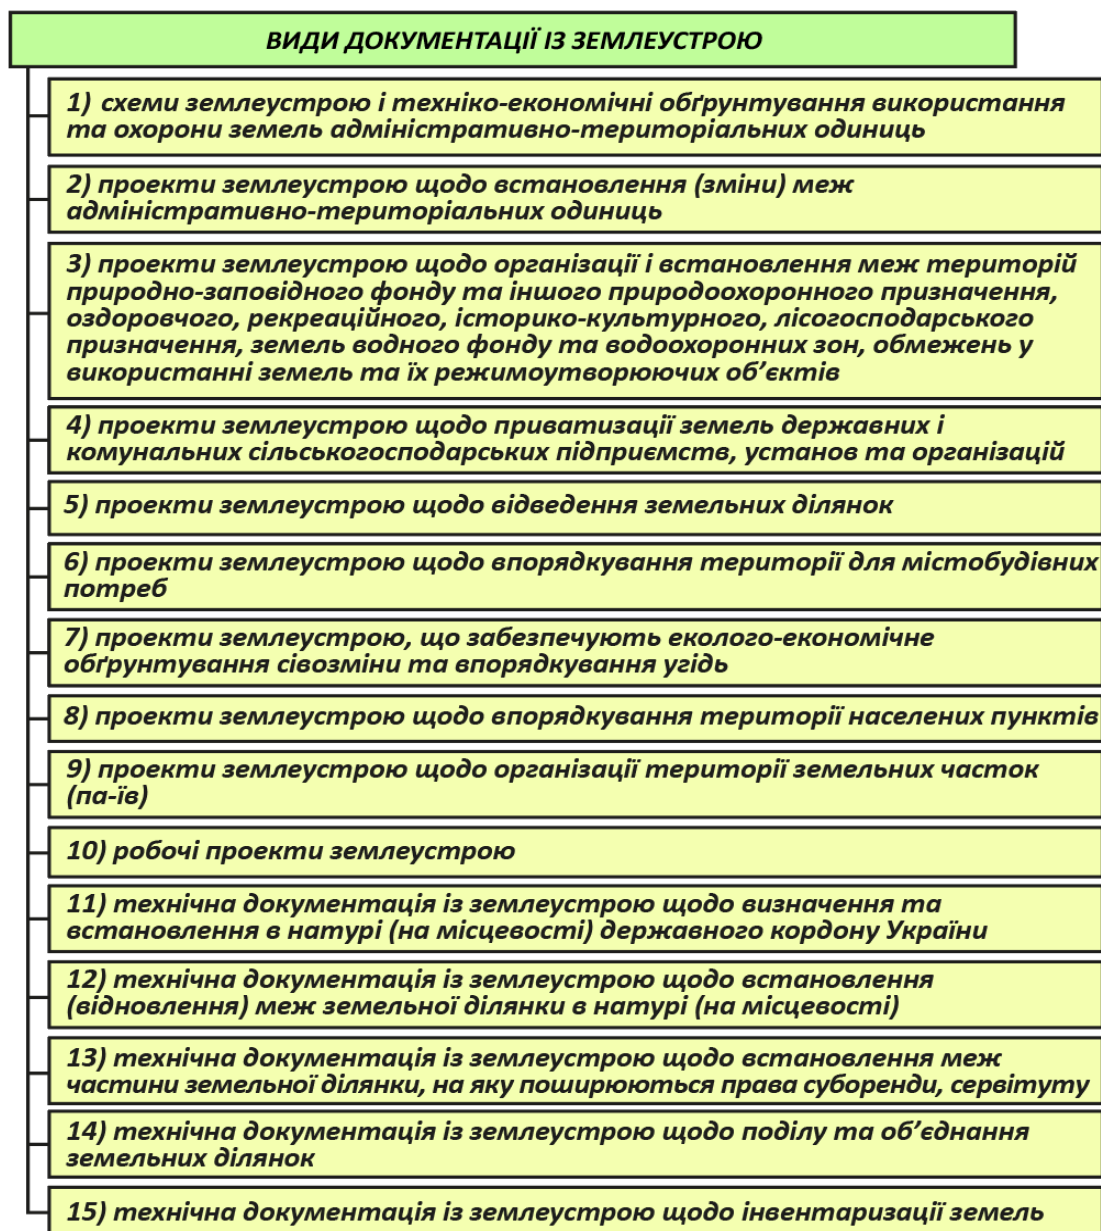 ВИДИ ДОКУМЕНТАЦІЇ ІЗ ЗЕМЛЕУСТРОЮ
1) схеми землеустрою і техніко-економічні обґрунтування використання
та охорони земель адміністративно-територіальних одиниць
2) проекти землеустрою щодо встановлення (зміни) меж
адміністративно-територіальних одиниць
3) проекти землеустрою щодо організації і встановлення меж територій
природно-заповідного фонду та іншого природоохоронного призначення,
оздоровчого, рекреаційного, історико-культурного, лісогосподарського
призначення, земель водного фонду та водоохоронних зон, обмежень у
використанні земель та їх режимоутворюючих об’єктів
4) проекти землеустрою щодо приватизації земель державних і
комунальних сільськогосподарських підприємств, установ та організацій
5) проекти землеустрою щодо відведення земельних ділянок
6) проекти землеустрою щодо впорядкування території для містобудівних
потреб
7) проекти землеустрою, що забезпечують еколого-економічне
обґрунтування сівозміни та впорядкування угідь
8) проекти землеустрою щодо впорядкування території населених пунктів
9) проекти землеустрою щодо організації території земельних часток
(па-їв)
10) робочі проекти землеустрою
11) технічна документація із землеустрою щодо визначення та
встановлення в натурі (на місцевості) державного кордону України
12) технічна документація із землеустрою щодо встановлення
(відновлення) меж земельної ділянки в натурі (на місцевості)
13) технічна документація із землеустрою щодо встановлення меж
частини земельної ділянки, на яку поширюються права суборенди, сервітуту
14) технічна документація із землеустрою щодо поділу та об’єднання
земельних ділянок
15) технічна документація із землеустрою щодо інвентаризації земель